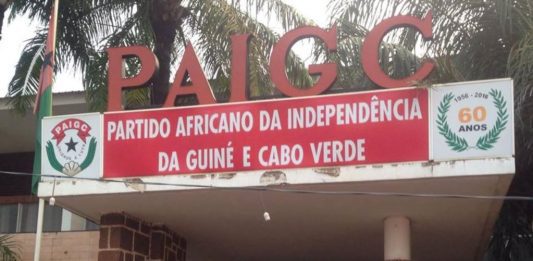 PAIGC
PARTIDO AFRICANO DA INDEPENDÊNCIA
DA GUINÉ E CABO VERDE
PAIGC
1956 - 2016
60
ANOS